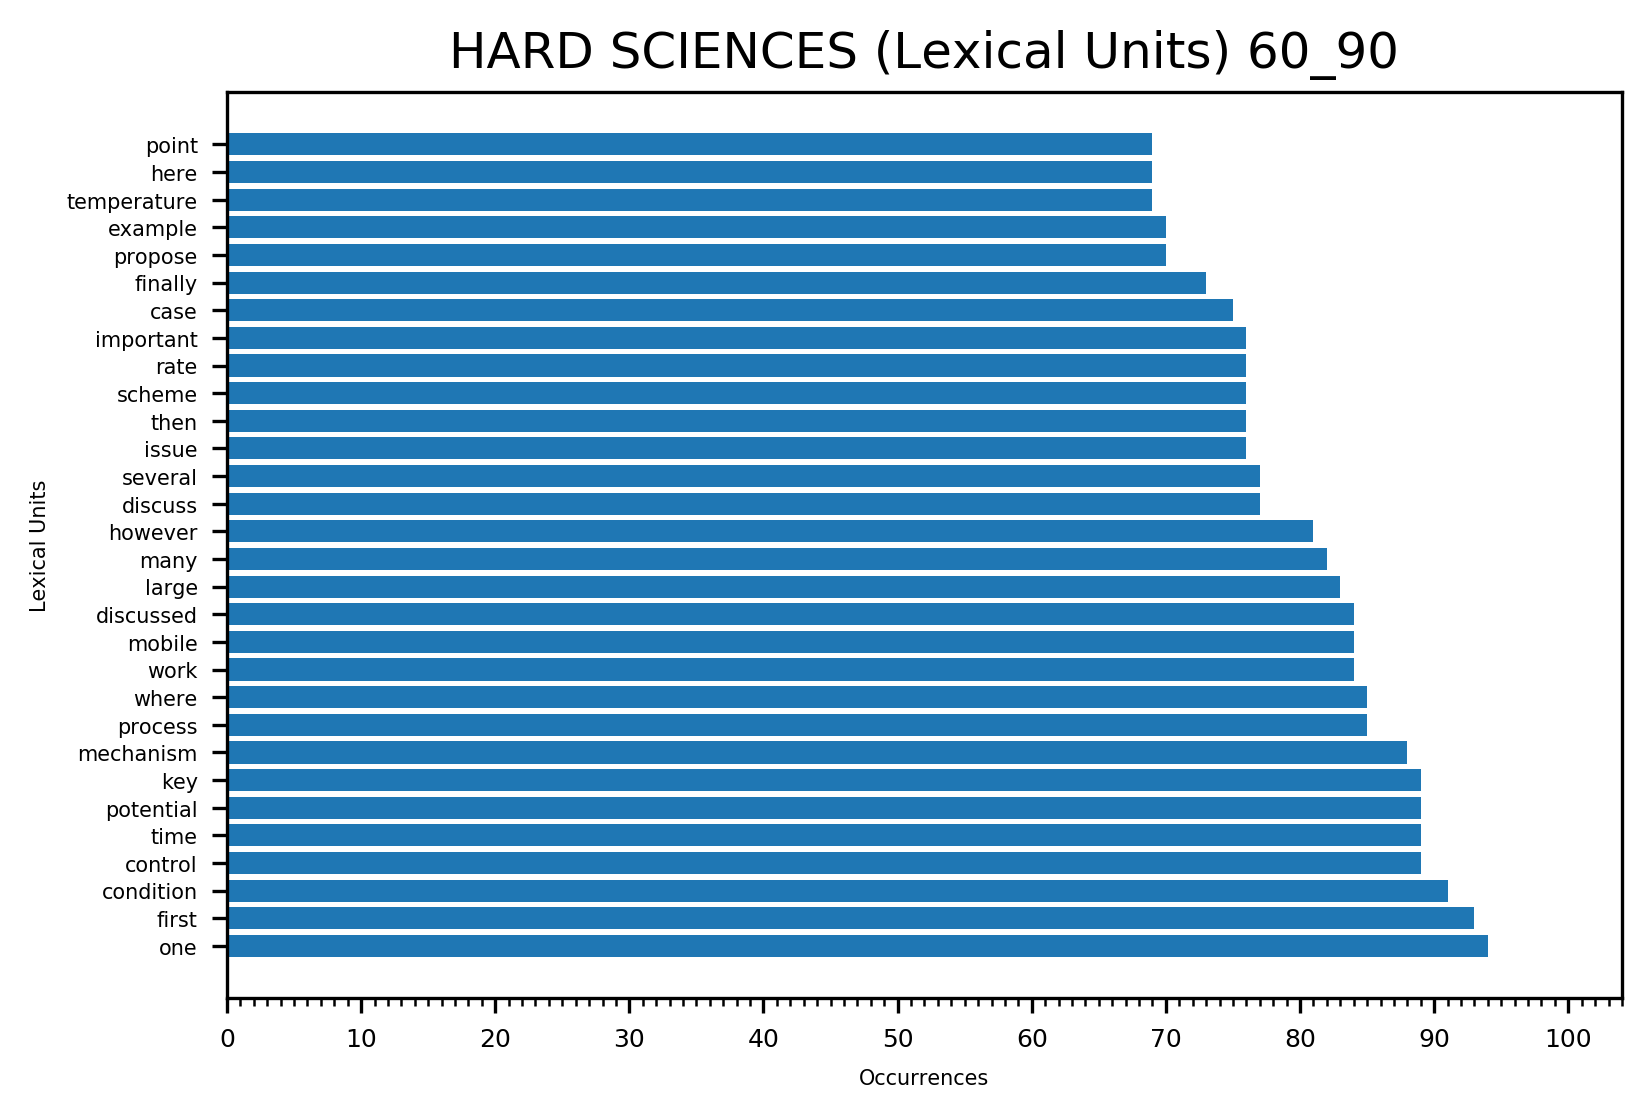 HARD SCIENCES (Lexical Units) 60_90
Lexical Units
point
here
temperature
example
propose
finally
case
important
rate
scheme
then
issue
several
discuss
however
many
large
discussed
mobile
work
where
process
mechanism
key
potential
time
control
condition
first
one
0 10 20 30 40 50 60 70 80 90 100
Occurrences